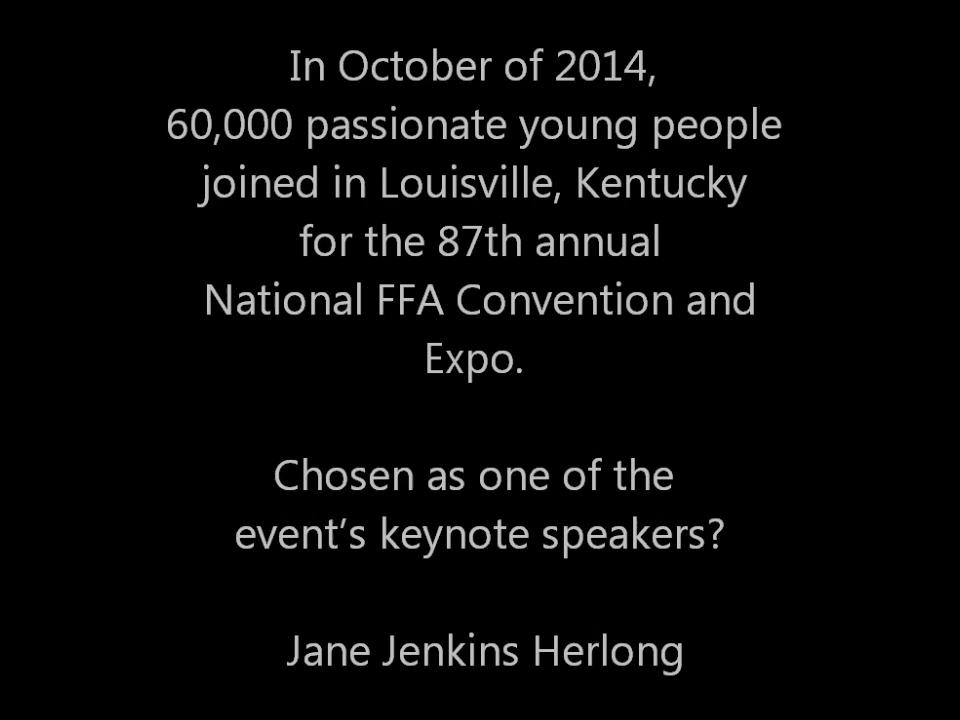 In October of 2014,
60,000 passionate young people
joined in Louisville, Kentucky
for the 87th annual
National FFA Convention and
Expo.
Chosen as one of the
event's keynote speakers?
Jane Jenkins Herlong